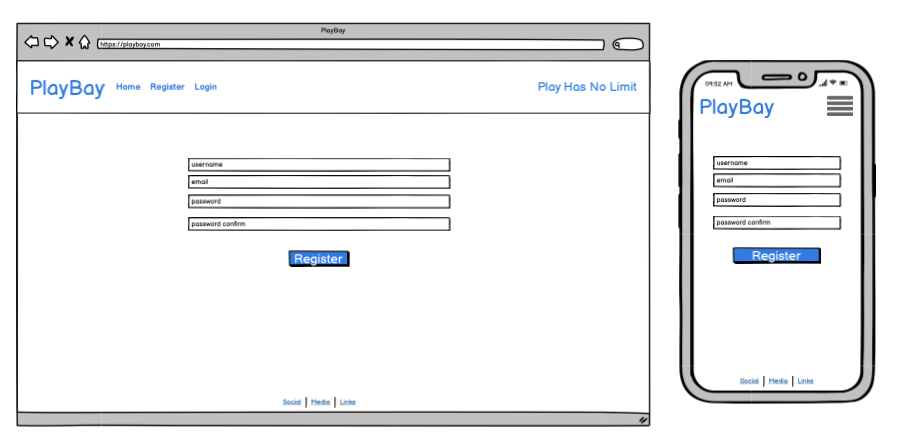 PlayBay
https://playbay.com
PlayBay Home Register Login Play Has No Limit
username
email
password
password confirm
Register
Social Media Links
09:52 AM
PlayBay
username
email
password
password confirm
Register
Social Media Links